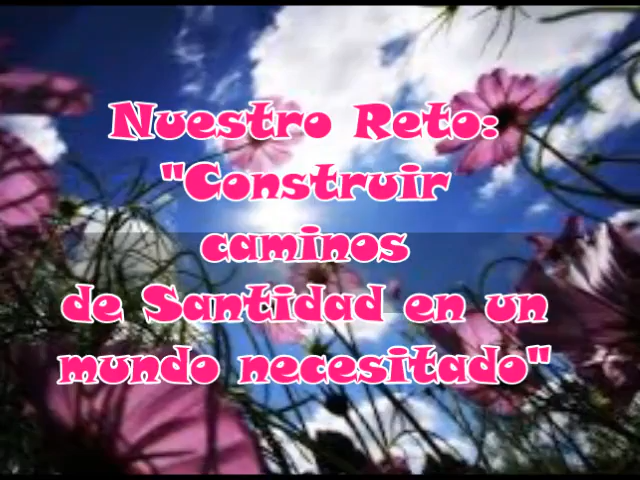 Nuestro Reto:
"Construir
caminos
de Santidad en un
mundo necesitado"